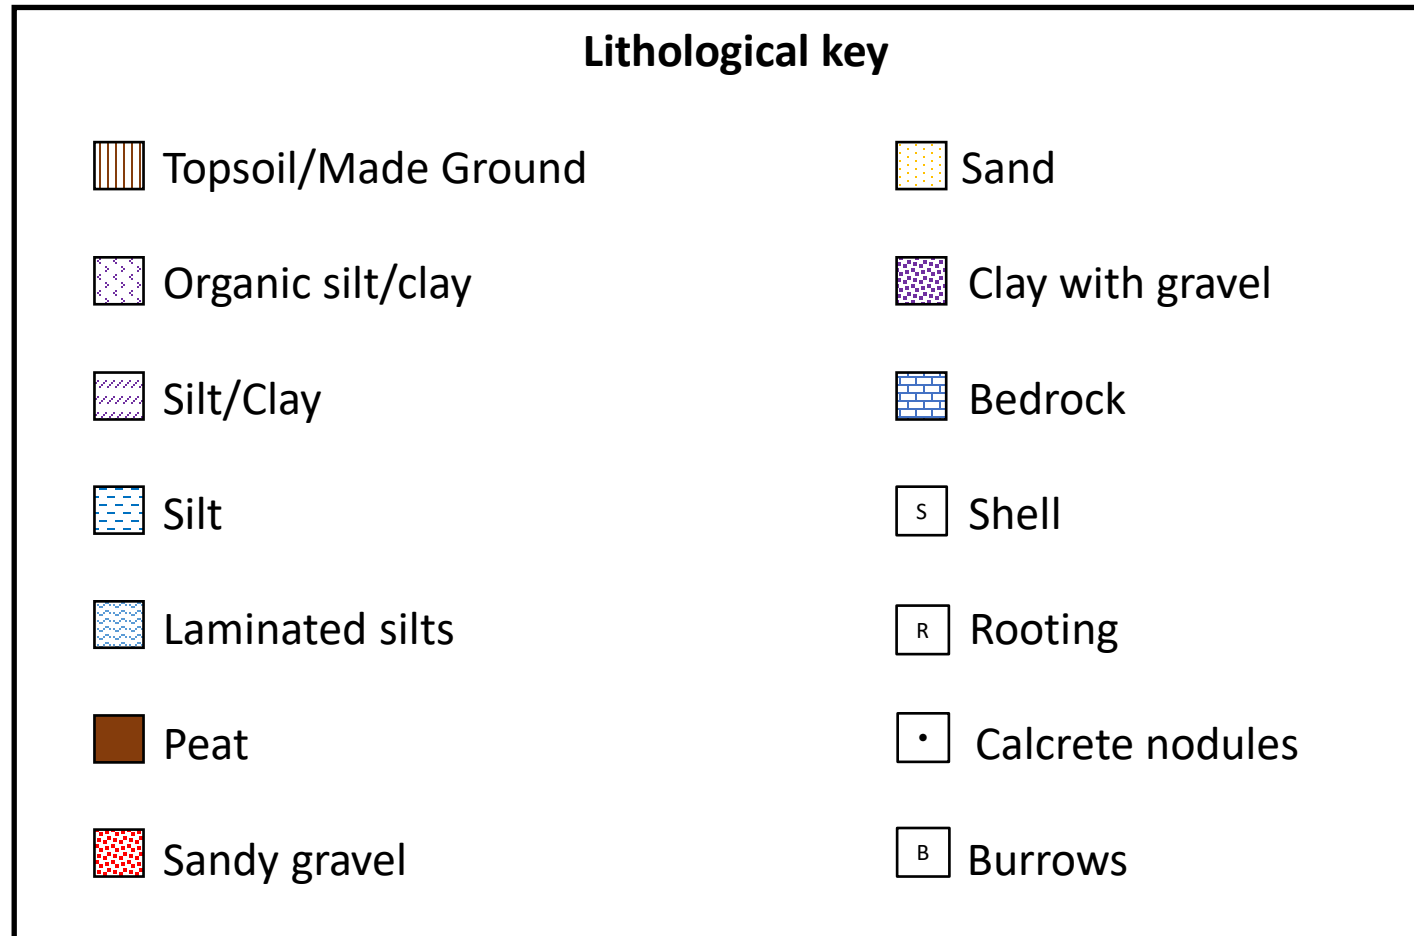 Lithological key
Topsoil/Made Ground
Organic silt/clay
Silt/Clay
Silt
Laminated silts
Peat
Sandy gravel
Sand
Clay with gravel
Bedrock
S Shell
R Rooting
Calcrete nodules
B Burrows